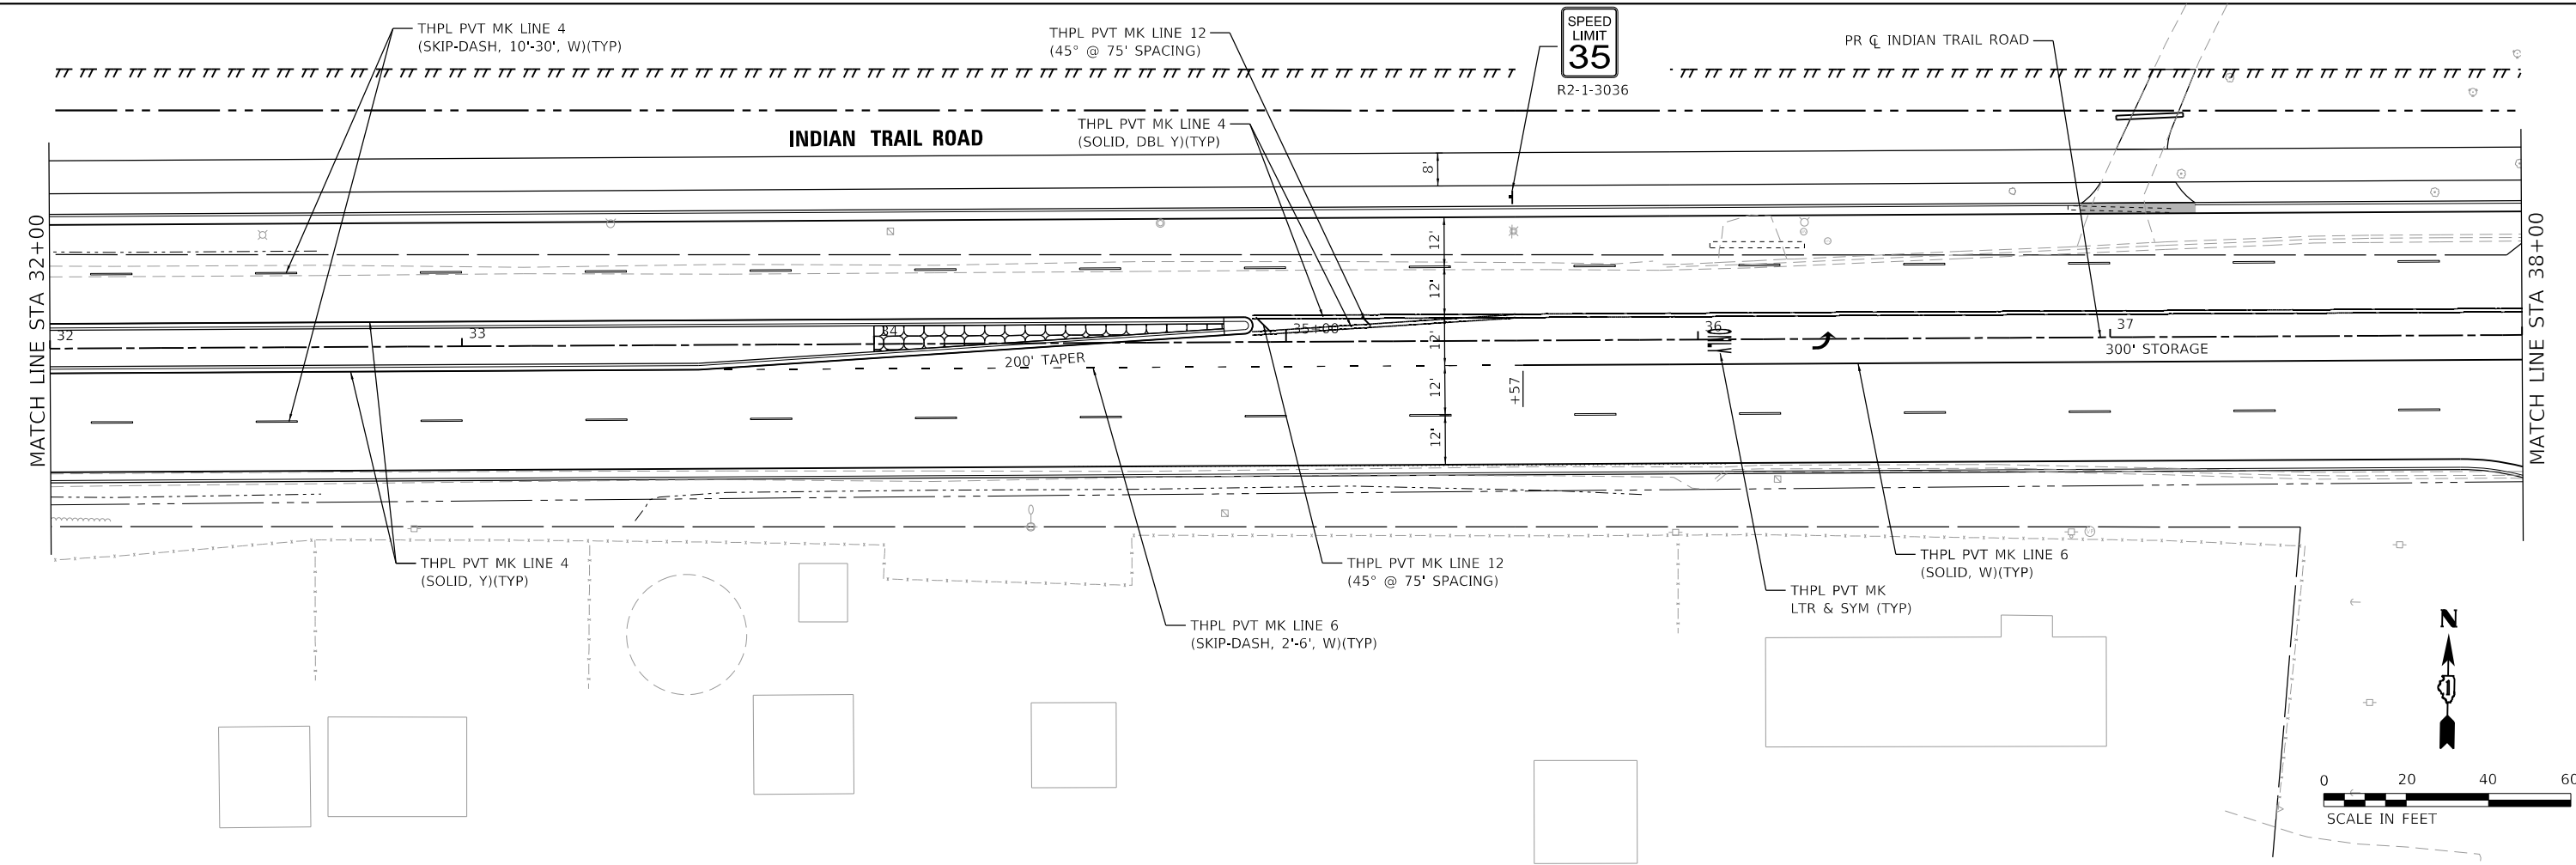 THPL PVT MK LINE 4
(SKIP-DASH, 10'-30', W)(TYP)
THPL PVT MK LINE 12
(45° @ 75' SPACING)
SPEED
LIMIT
35
R2-1-3036
PR ℄ INDIAN TRAIL ROAD
INDIAN TRAIL ROAD
THPL PVT MK LINE 4
(SOLID, DBL Y)(TYP)
8'
MATCH LINE STA 32+00
MATCH LINE STA 38+00
12'
12'
12'
12'
12'
32
33
34
35+00
36
37
200' TAPER
300' STORAGE
+57
THPL PVT MK LINE 4
(SOLID, Y)(TYP)
THPL PVT MK LINE 12
(45° @ 75' SPACING)
THPL PVT MK LINE 6
(SOLID, W)(TYP)
THPL PVT MK
LTR & SYM (TYP)
THPL PVT MK LINE 6
(SKIP-DASH, 2'-6', W)(TYP)
N
0 20 40 60
SCALE IN FEET